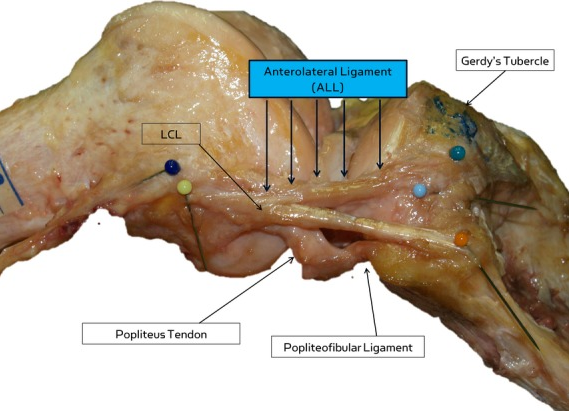 Gerdy's Tubercle
Anterolateral Ligament
(ALL)
LCL
Popliteus Tendon
Popliteofibular Ligament